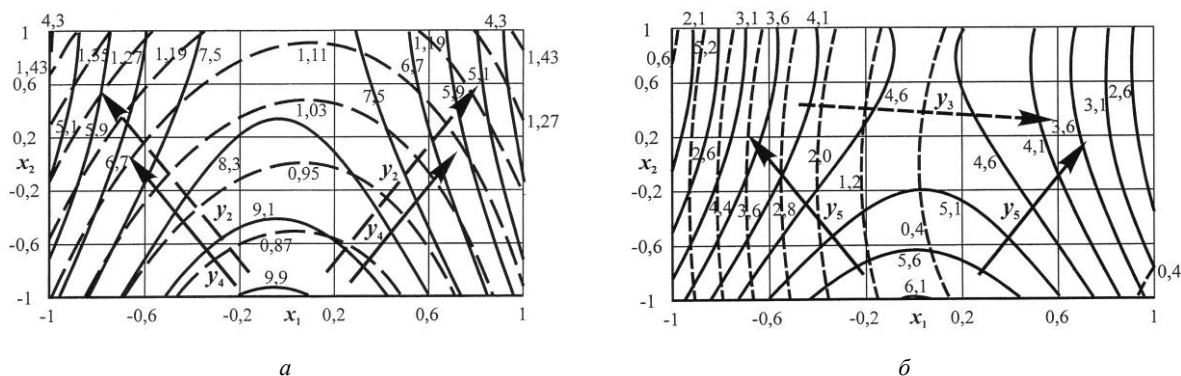 4,3 4,3
1 1,35 1,27 1,19 7,5 1,11 1,19 1,43
1,43 6,7 5,1
0,6 7,5 5,9
5,1 5,9 1,03 1,27
0,2
x₂ 6,7 8,3 y₂
-0,2 0,95
y₂ 9,1 y₄
-0,6 0,87
y₄ 9,9
-1
-1 -0,6 -0,2 x₁ 0,2 0,6 1
а
2,1 3,1 3,6 4,1
1 5,2
0,6 4,6 y₃ 3,1 2,6
0,6
3,6
0,2 4,1
x₂ 2,6 2,0 4,6
-0,2 1,2
4,4 3,6 2,8 y₅ 5,1 y₅
-0,6 0,4
5,6 0,4
6,1
-1
-1 -0,6 -0,2 x₁ 0,2 0,6 1
б